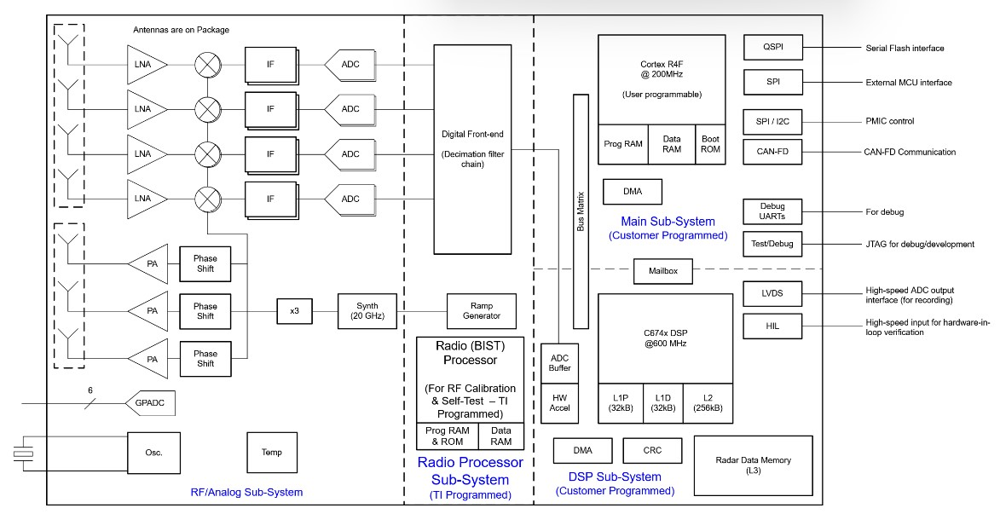 Antennas are on Package
LNA
IF
ADC
LNA
IF
ADC
LNA
IF
ADC
LNA
IF
ADC
PA
Phase
Shift
PA
Phase
Shift
PA
Phase
Shift
x3
Synth
(20 GHz)
6
GPADC
Osc.
Temp
RF/Analog Sub-System
Digital Front-end
(Decimation filter
chain)
Ramp
Generator
Radio (BIST)
Processor
(For RF Calibration
& Self-Test – TI
Programmed)
Prog RAM
& ROM
Data
RAM
Radio Processor
Sub-System
(TI Programmed)
Bus Matrix
Cortex R4F
@ 200MHz
(User programmable)
Prog RAM
Data
RAM
Boot
ROM
DMA
Main Sub-System
(Customer Programmed)
Mailbox
ADC
Buffer
HW
Accel
C674x DSP
@600 MHz
L1P
(32kB)
L1D
(32kB)
L2
(256kB)
DMA
CRC
DSP Sub-System
(Customer Programmed)
Radar Data Memory
(L3)
QSPI
Serial Flash interface
SPI
External MCU interface
SPI / I2C
PMIC control
CAN-FD
CAN-FD Communication
Debug
UARTs
For debug
Test/Debug
JTAG for debug/development
LVDS
High-speed ADC output
interface (for recording)
HIL
High-speed input for hardware-in-
loop verification